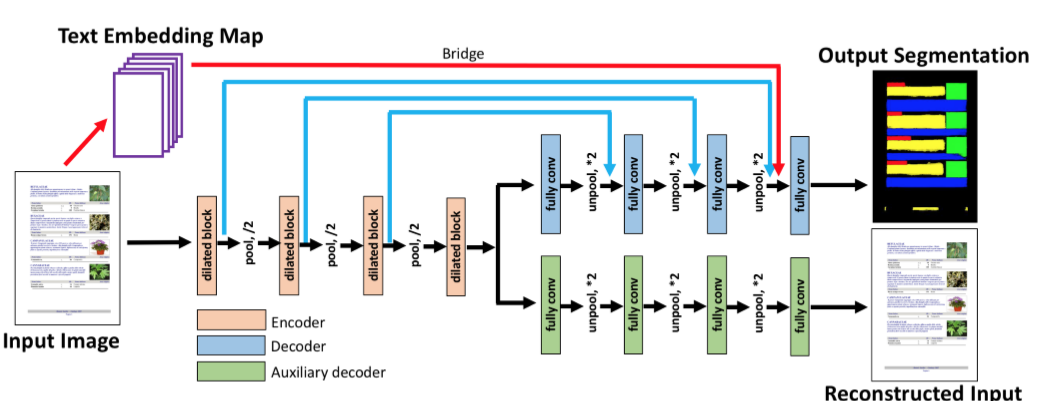 Text Embedding Map
Bridge
Output Segmentation
dilated block
pool, /2
dilated block
pool, /2
dilated block
pool, /2
dilated block
fully conv
unpool, *2
fully conv
unpool, *2
fully conv
unpool, *2
fully conv
fully conv
unpool, *2
fully conv
unpool, *2
fully conv
unpool, *2
fully conv
Input Image
Encoder
Decoder
Auxiliary decoder
Reconstructed Input